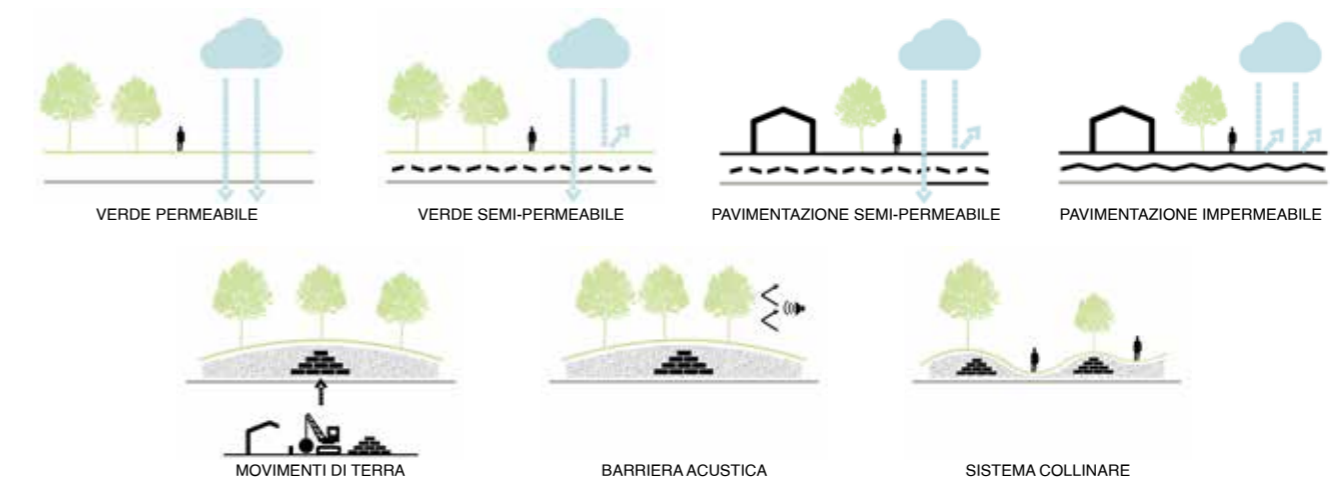 VERDE PERMEABILE
VERDE SEMI-PERMEABILE
PAVIMENTAZIONE SEMI-PERMEABILE
PAVIMENTAZIONE IMPERMEABILE
MOVIMENTI DI TERRA
BARRIERA ACUSTICA
SISTEMA COLLINARE